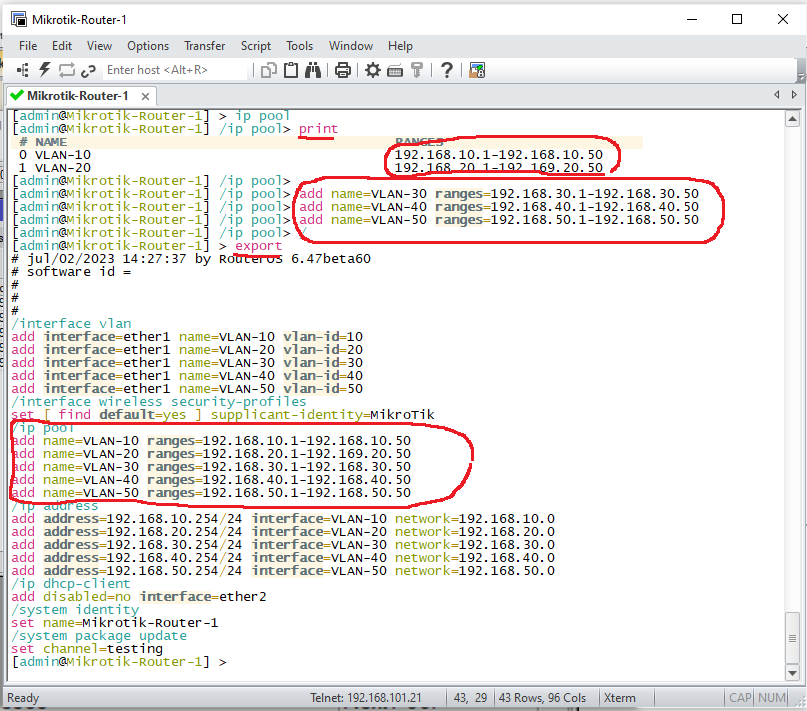 Mikrotik-Router-1
File Edit View Options Transfer Script Tools Window Help
Enter host <Alt+R>
Mikrotik-Router-1
[admin@Mikrotik-Router-1] > ip pool
[admin@Mikrotik-Router-1] /ip pool> print
# NAME RANGES
0 VLAN-10 192.168.10.1-192.168.10.50
1 VLAN-20 192.168.20.1-192.169.20.50
[admin@Mikrotik-Router-1] /ip pool>
[admin@Mikrotik-Router-1] /ip pool> add name=VLAN-30 ranges=192.168.30.1-192.168.30.50
[admin@Mikrotik-Router-1] /ip pool> add name=VLAN-40 ranges=192.168.40.1-192.168.40.50
[admin@Mikrotik-Router-1] /ip pool> add name=VLAN-50 ranges=192.168.50.1-192.168.50.50
[admin@Mikrotik-Router-1] /ip pool> /
[admin@Mikrotik-Router-1] > export
# jul/02/2023 14:27:37 by RouterOS 6.47beta60
# software id =
#
#
#
/interface vlan
add interface=ether1 name=VLAN-10 vlan-id=10
add interface=ether1 name=VLAN-20 vlan-id=20
add interface=ether1 name=VLAN-30 vlan-id=30
add interface=ether1 name=VLAN-40 vlan-id=40
add interface=ether1 name=VLAN-50 vlan-id=50
/interface wireless security-profiles
set [ find default=yes ] supplicant-identity=MikroTik
/ip pool
add name=VLAN-10 ranges=192.168.10.1-192.168.10.50
add name=VLAN-20 ranges=192.168.20.1-192.169.20.50
add name=VLAN-30 ranges=192.168.30.1-192.168.30.50
add name=VLAN-40 ranges=192.168.40.1-192.168.40.50
add name=VLAN-50 ranges=192.168.50.1-192.168.50.50
/ip address
add address=192.168.10.254/24 interface=VLAN-10 network=192.168.10.0
add address=192.168.20.254/24 interface=VLAN-20 network=192.168.20.0
add address=192.168.30.254/24 interface=VLAN-30 network=192.168.30.0
add address=192.168.40.254/24 interface=VLAN-40 network=192.168.40.0
add address=192.168.50.254/24 interface=VLAN-50 network=192.168.50.0
/ip dhcp-client
add disabled=no interface=ether2
/system identity
set name=Mikrotik-Router-1
/system package update
set channel=testing
[admin@Mikrotik-Router-1] >
Ready Telnet: 192.168.101.21 43, 29 43 Rows, 96 Cols Xterm CAP NUM